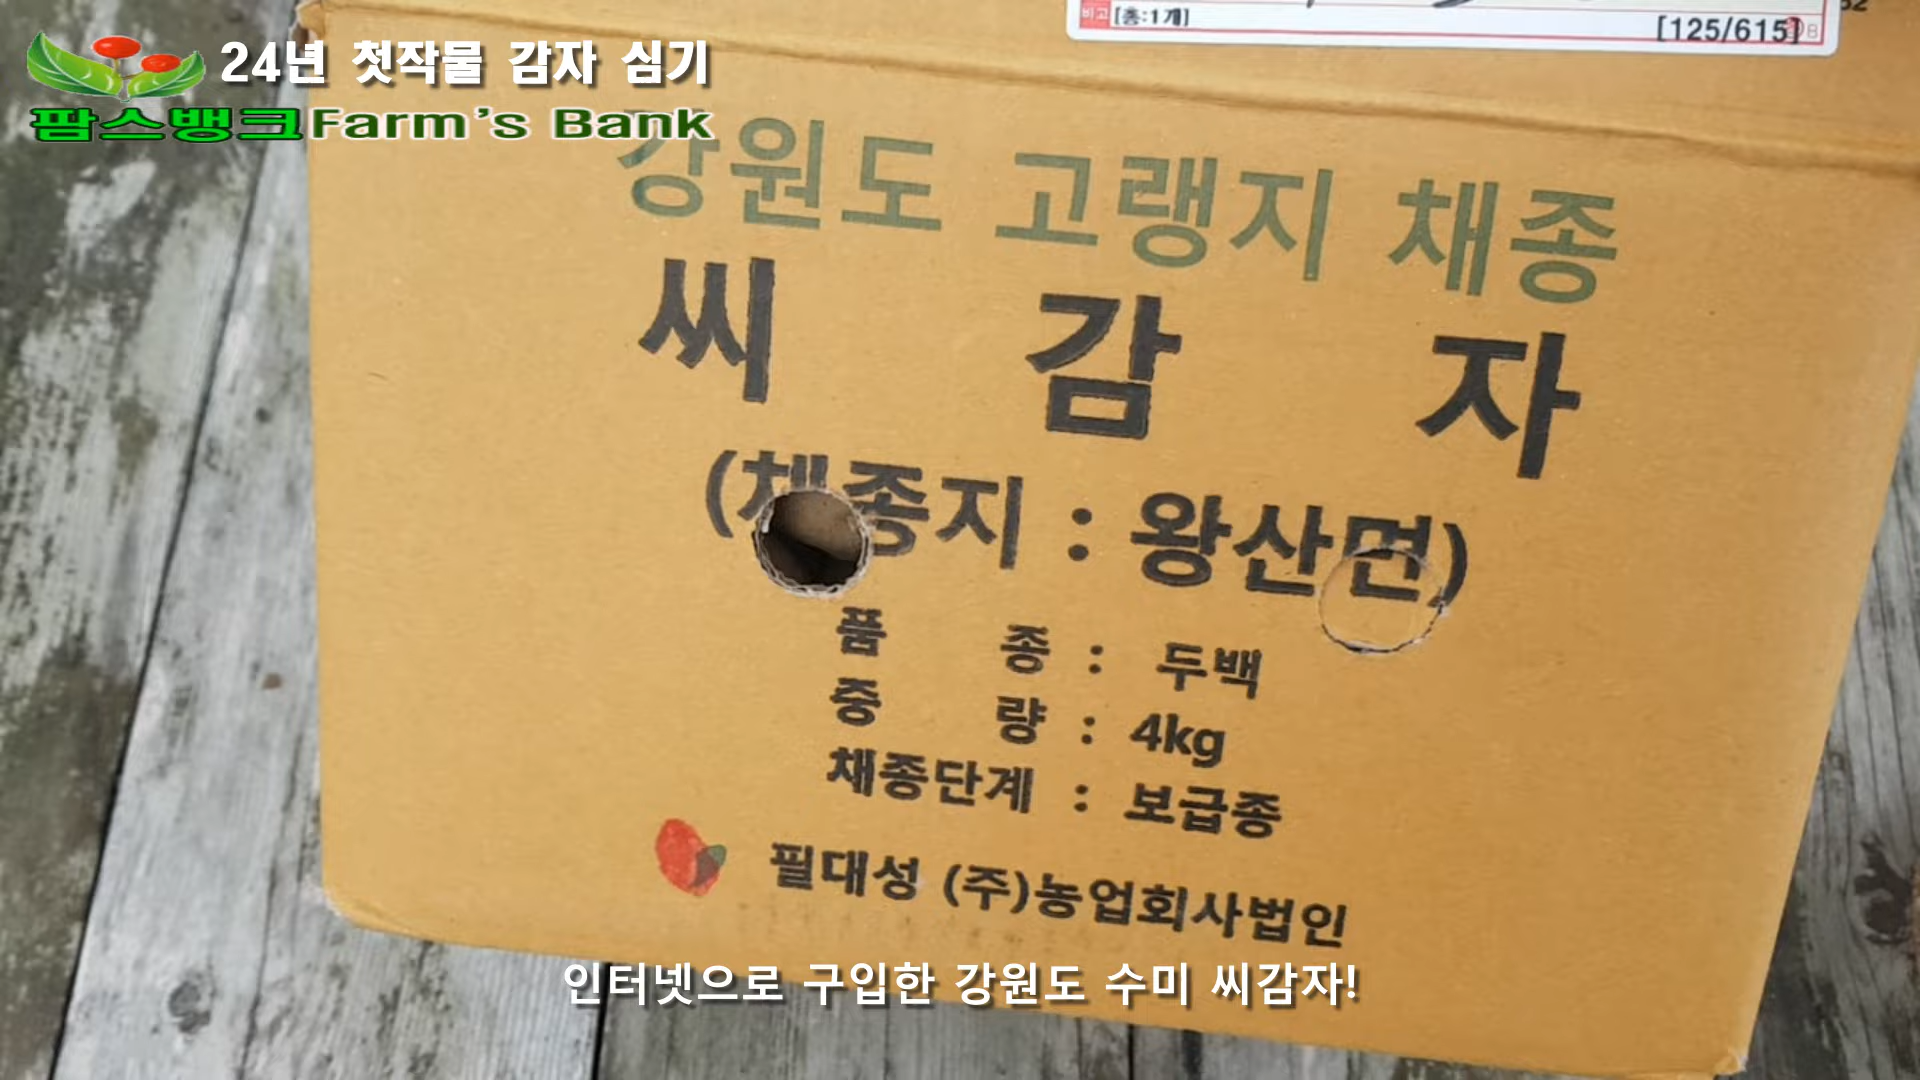 비고 [총:1개]
[125/615]
24년 첫작물 감자 심기
팜스뱅크Farm's Bank
강원도 고랭지 채종
씨 감 자
(채종지 : 왕산면)
품 종 : 두백
중 량 : 4kg
채종단계 : 보급종
필대성 (주)농업회사법인
인터넷으로 구입한 강원도 수미 씨감자!